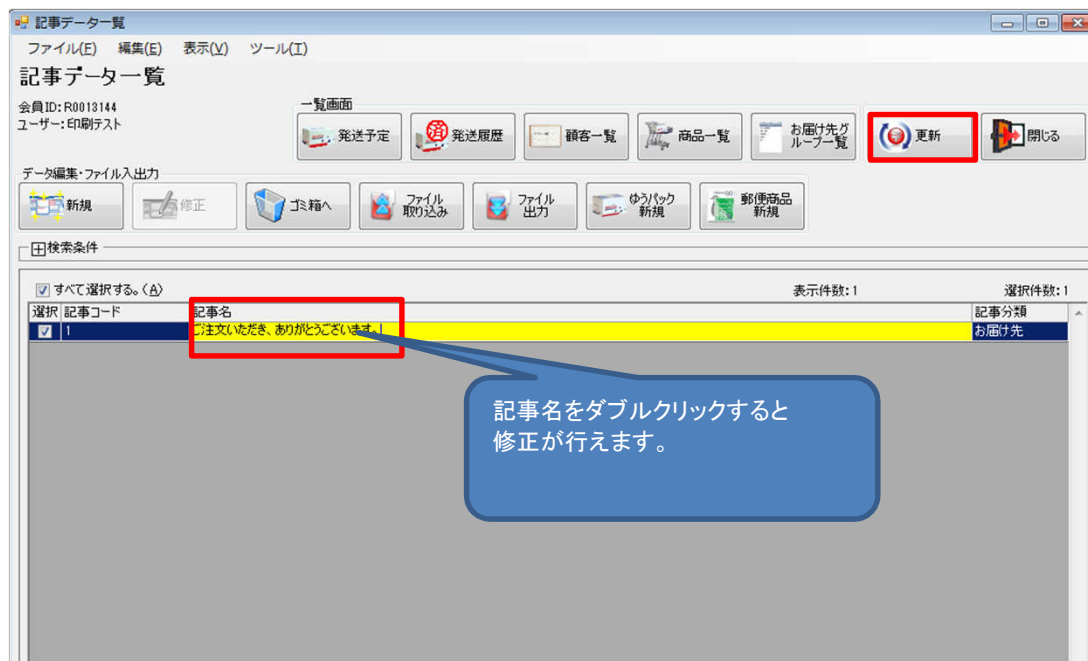 記事データ一覧
ファイル(F) 編集(E) 表示(V) ツール(T)
記事データ一覧
会員ID:R0013144
ユーザー:印刷テスト
一覧画面
発送予定
済 発送履歴
顧客一覧
商品一覧
お届け先グ
ループ一覧
更新
閉じる
データ編集・ファイル入出力
新規
修正
ゴミ箱へ
ファイル
取り込み
ファイル
出力
ゆうパック
新規
郵便商品
新規
検索条件
すべて選択する。(A)
表示件数:1 選択件数:1
選択 記事コード 記事名 記事分類
1 ご注文いただき、ありがとうございます。 お届け先
記事名をダブルクリックすると
修正が行えます。